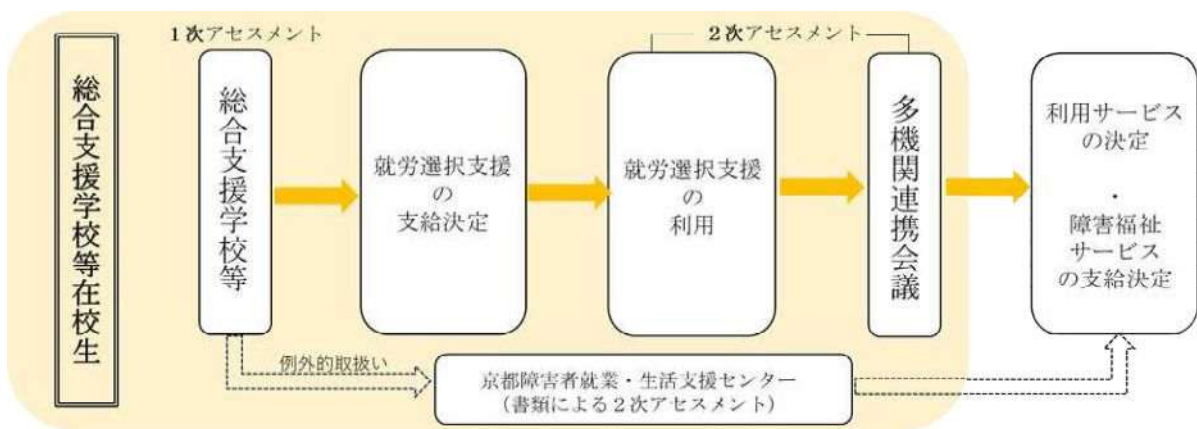 総合支援学校等在校生
1次アセスメント
総合支援学校等
就労選択支援
の
支給決定
2次アセスメント
就労選択支援
の
利用
多機関連携会議
利用サービス
の決定
・
障害福祉
サービス
の支給決定
例外的取扱い
京都障害者就業・生活支援センター
（書類による2次アセスメント）